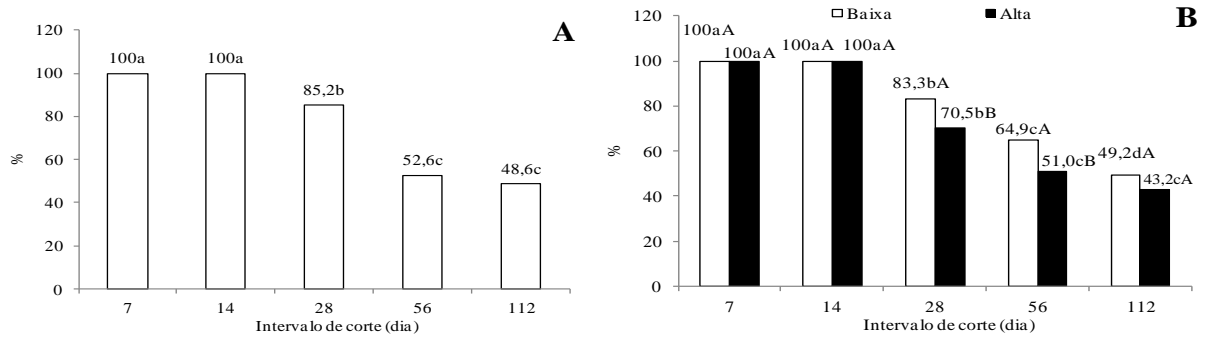 A
120
100
80
60
40
20
0
%
100a
100a
85,2b
52,6c
48,6c
7 14 28 56 112
Intervalo de corte (dia)
B
Baixa Alta
120
100
80
60
40
20
0
%
100aA
100aA
100aA
100aA
83,3bA
70,5bB
64,9cA
51,0cB
49,2dA
43,2cA
7 14 28 56 112
Intervalo de corte (dia)